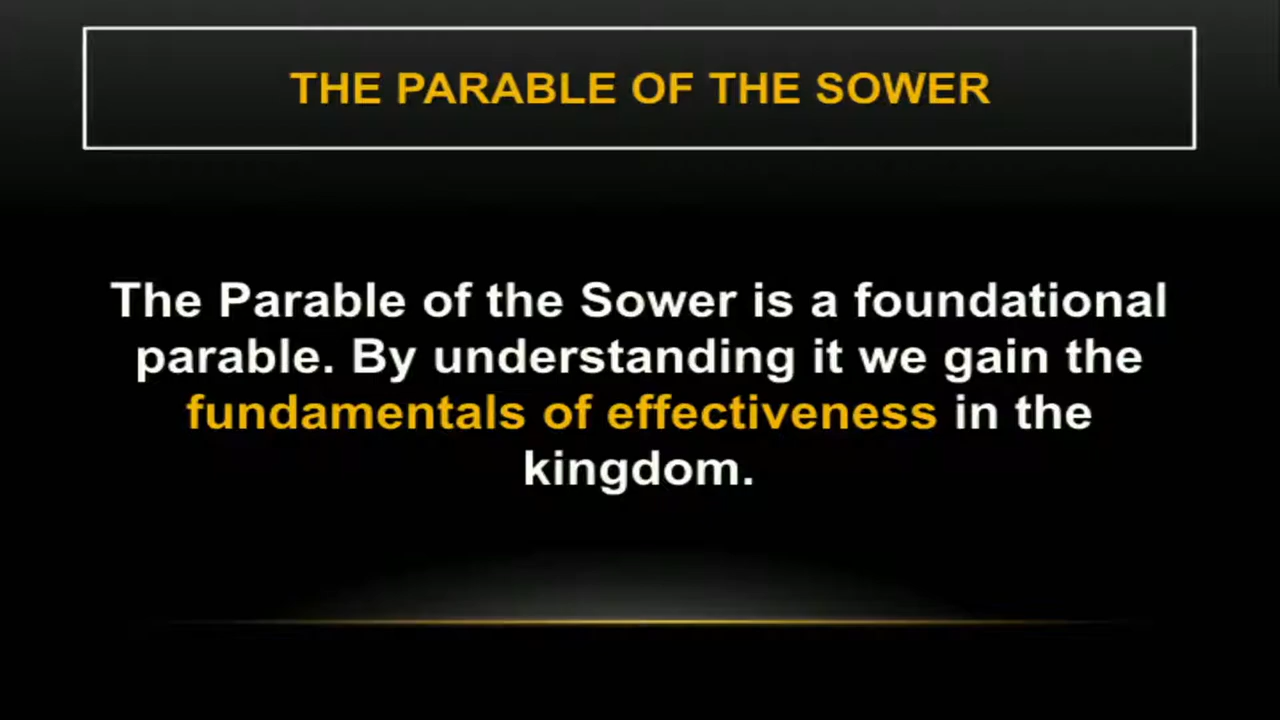 THE PARABLE OF THE SOWER
The Parable of the Sower is a foundational
parable. By understanding it we gain the
fundamentals of effectiveness in the
kingdom.